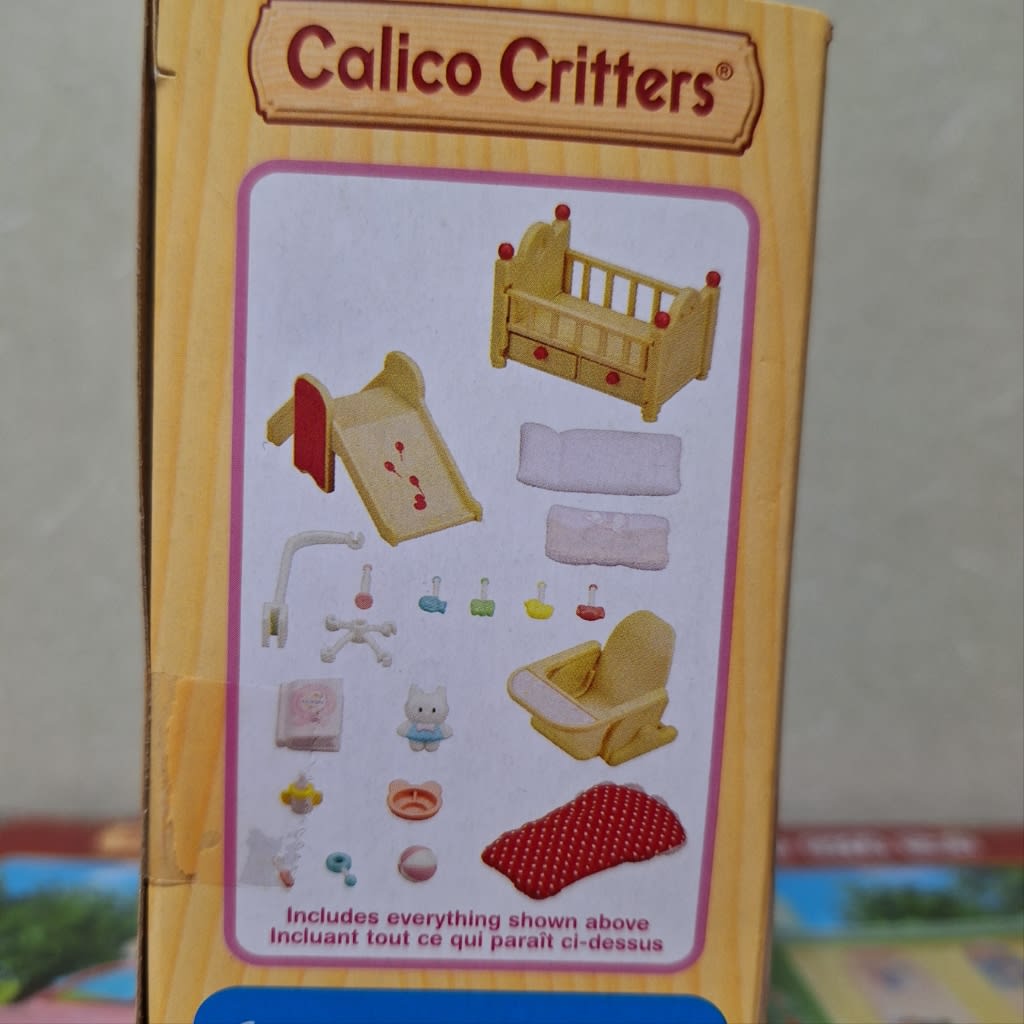 Calico Critters®
Includes everything shown above
Incluant tout ce qui paraît ci-dessus